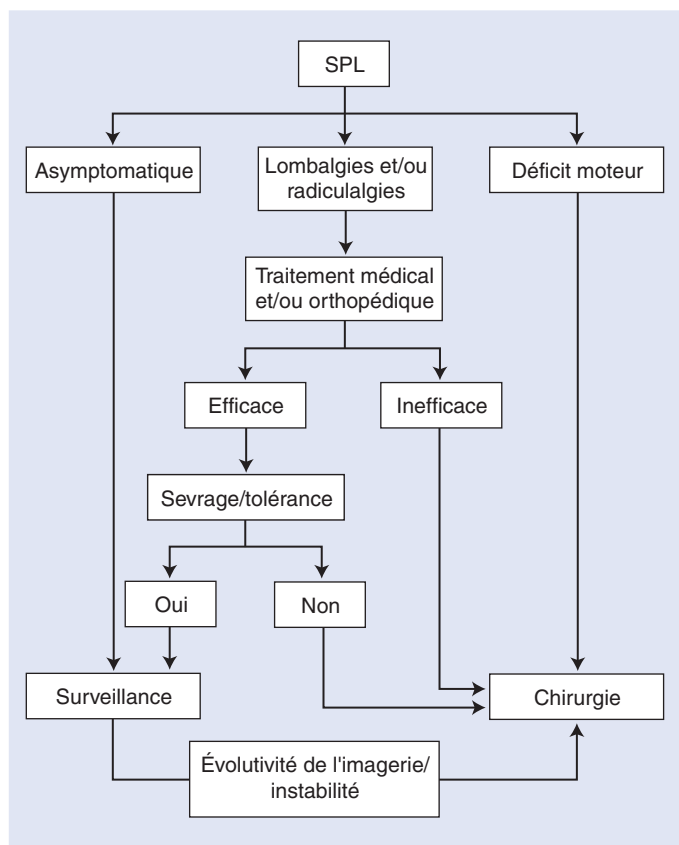 SPL
Asymptomatique
Lombalgies et/ou
radiculalgies
Déficit moteur
Traitement médical
et/ou orthopédique
Efficace
Inefficace
Sevrage/tolérance
Oui
Non
Surveillance
Chirurgie
Évolutivité de l'imagerie/
instabilité